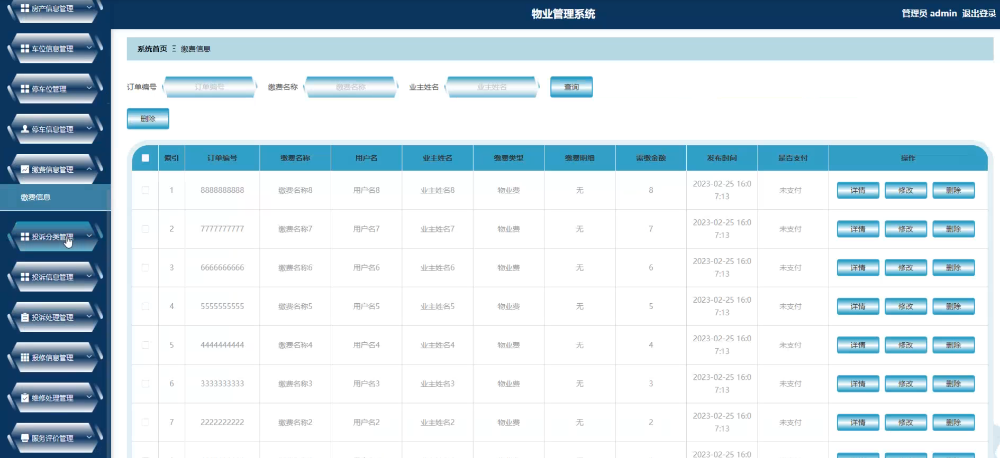 物业管理系统
管理员 admin 退出登录
房产信息管理
车位信息管理
停车位管理
停车信息管理
缴费信息管理
缴费信息
投诉分类管理
投诉信息管理
投诉处理管理
报修信息管理
维修处理管理
服务评价管理
系统首页 Ξ 缴费信息
订单编号 订单编号 缴费名称 缴费名称 业主姓名 业主姓名 查询
删除
索引 订单编号 缴费名称 用户名 业主姓名 缴费类型 缴费明细 需缴金额 发布时间 是否支付 操作
1 8888888888 缴费名称8 用户名8 业主姓名8 物业费 无 8 2023-02-25 16:07:13 未支付 详情 修改 删除
2 7777777777 缴费名称7 用户名7 业主姓名7 物业费 无 7 2023-02-25 16:07:13 未支付 详情 修改 删除
3 6666666666 缴费名称6 用户名6 业主姓名6 物业费 无 6 2023-02-25 16:07:13 未支付 详情 修改 删除
4 5555555555 缴费名称5 用户名5 业主姓名5 物业费 无 5 2023-02-25 16:07:13 未支付 详情 修改 删除
5 4444444444 缴费名称4 用户名4 业主姓名4 物业费 无 4 2023-02-25 16:07:13 未支付 详情 修改 删除
6 3333333333 缴费名称3 用户名3 业主姓名3 物业费 无 3 2023-02-25 16:07:13 未支付 详情 修改 删除
7 2222222222 缴费名称2 用户名2 业主姓名2 物业费 无 2 2023-02-25 16:07:13 未支付 详情 修改 删除
2023-02-25 16:0